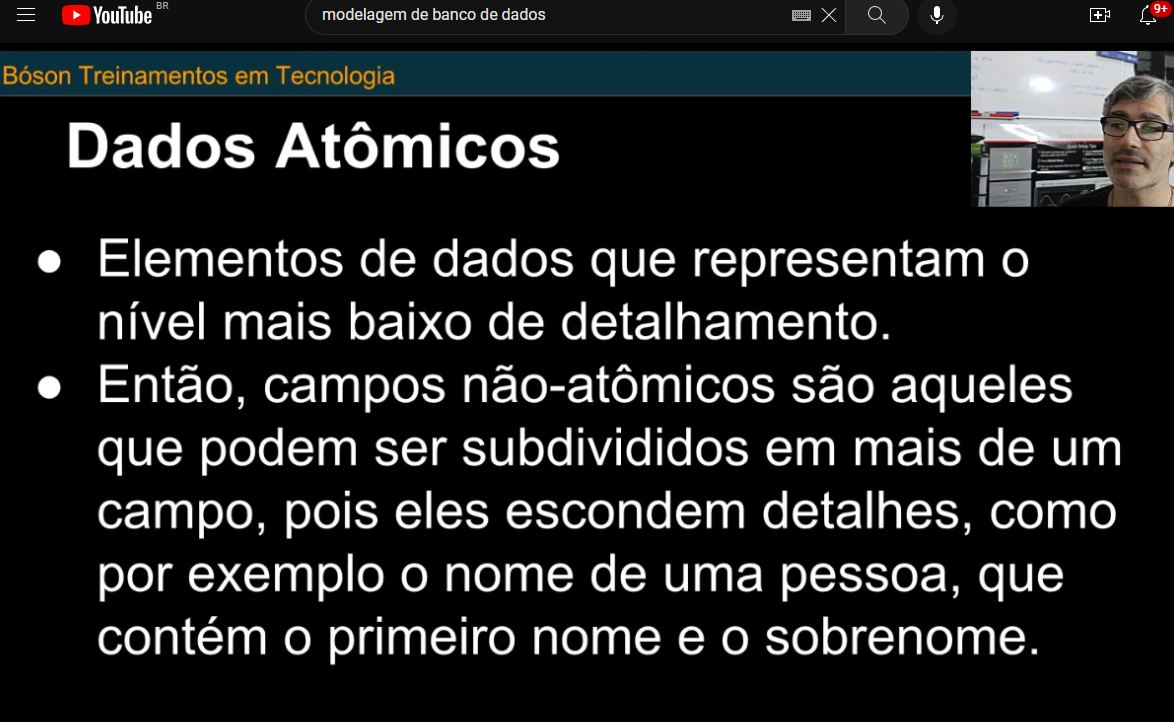 YouTube BR
modelagem de banco de dados
9+
Bóson Treinamentos em Tecnologia
Dados Atômicos
● Elementos de dados que representam o
nível mais baixo de detalhamento.
● Então, campos não-atômicos são aqueles
que podem ser subdivididos em mais de um
campo, pois eles escondem detalhes, como
por exemplo o nome de uma pessoa, que
contém o primeiro nome e o sobrenome.